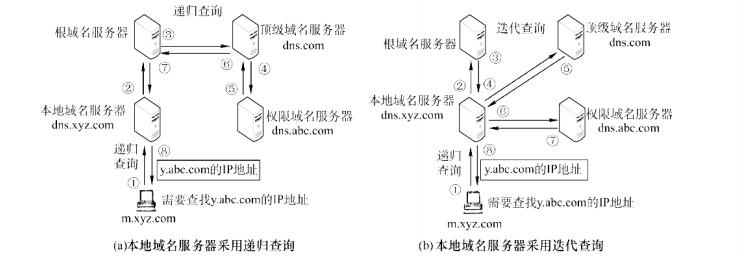 递归查询
根域名服务器
③
顶级域名服务器
dns.com
⑦
⑥
④
②
⑤
本地域名服务器
dns.xyz.com
权限域名服务器
dns.abc.com
递归
查询
⑧
y.abc.com的IP地址
①
需要查找y.abc.com的IP地址
m.xyz.com
(a)本地域名服务器采用递归查询
迭代查询
根域名服务器
顶级域名服务器
dns.com
③
②
④
⑤
本地域名服务器
dns.xyz.com
⑥
权限域名服务器
dns.abc.com
⑦
递归
查询
⑧
y.abc.com的IP地址
①
需要查找y.abc.com的IP地址
m.xyz.com
(b)本地域名服务器采用迭代查询